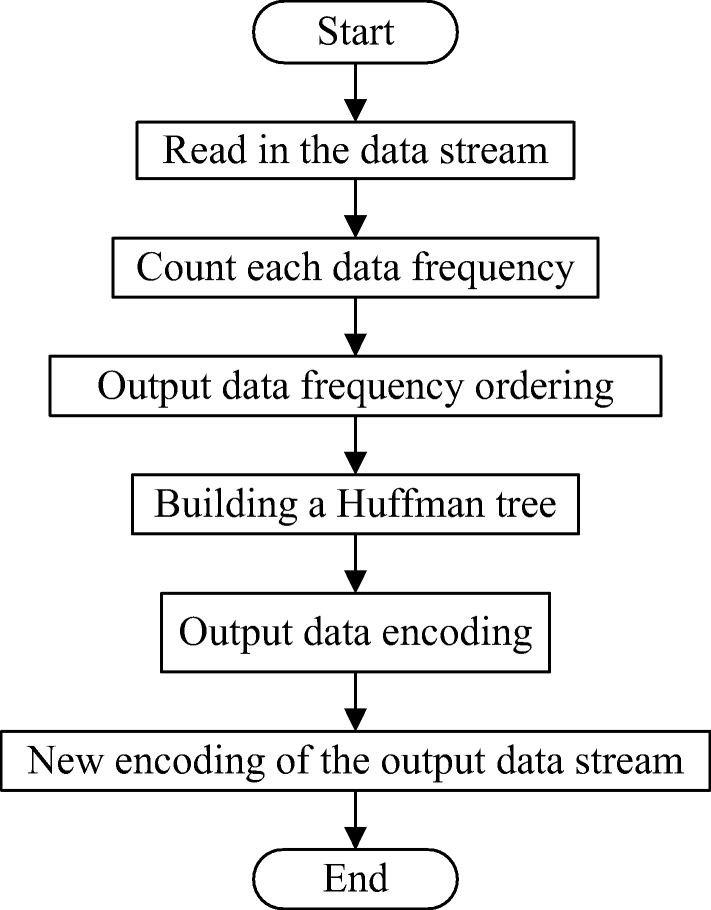 Start
Read in the data stream
Count each data frequency
Output data frequency ordering
Building a Huffman tree
Output data encoding
New encoding of the output data stream
End